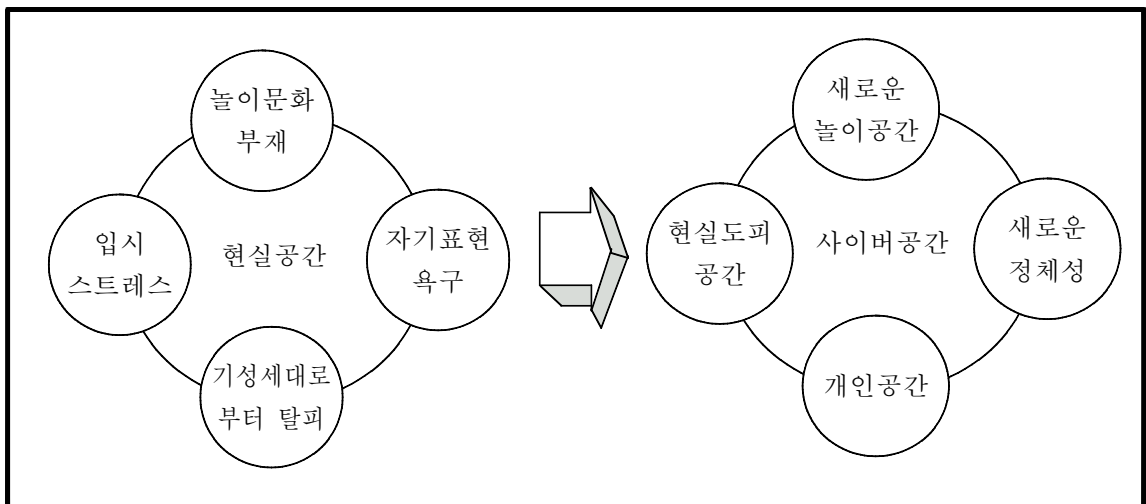 놀이문화
부재
입시
스트레스
현실공간
자기표현
욕구
기성세대로
부터 탈피
새로운
놀이공간
현실도피
공간
사이버공간
새로운
정체성
개인공간